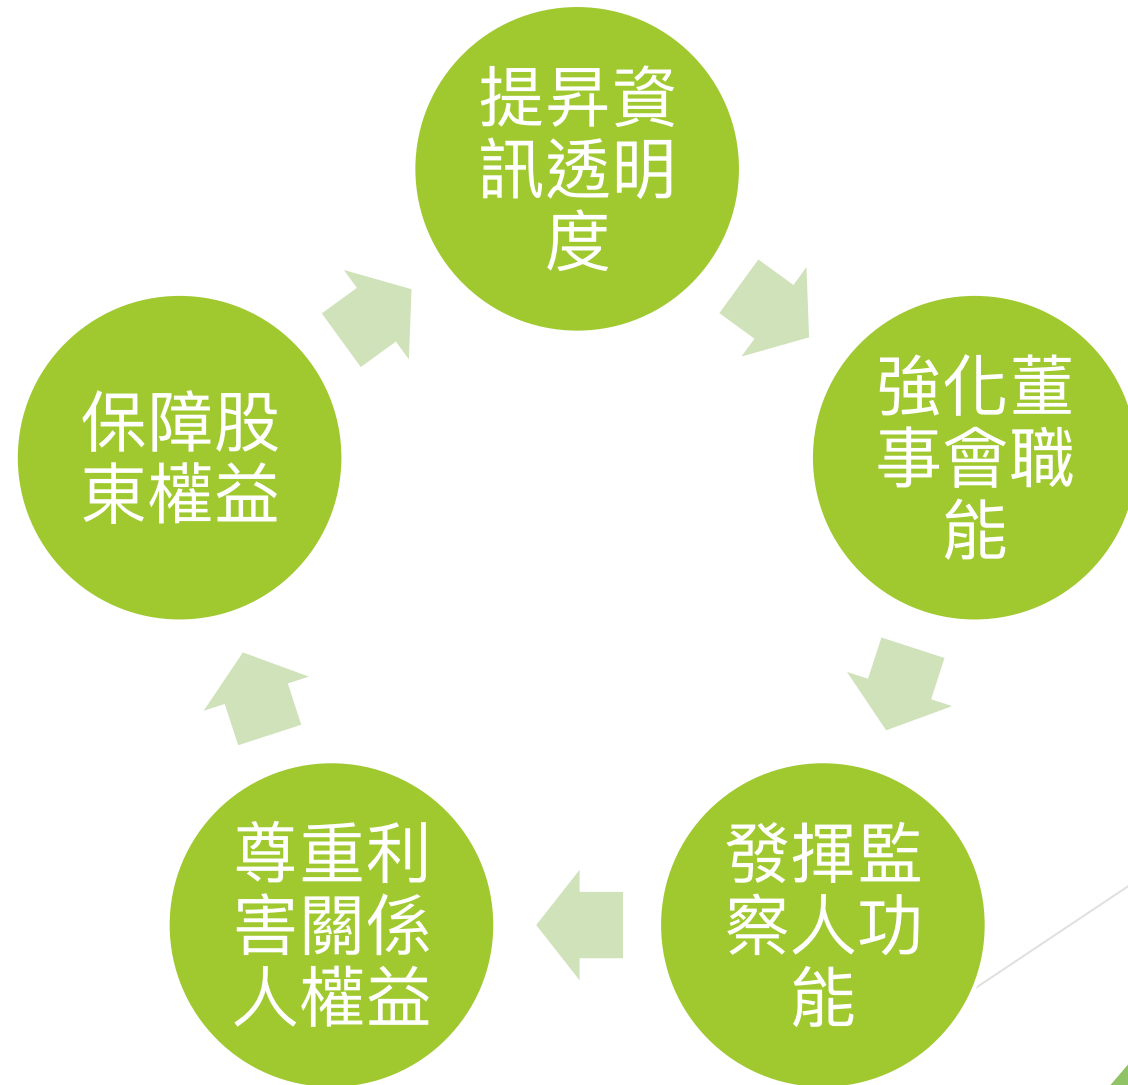 提昇資
訊透明
度
強化董
事會職
能
發揮監
察人功
能
尊重利
害關係
人權益
保障股
東權益